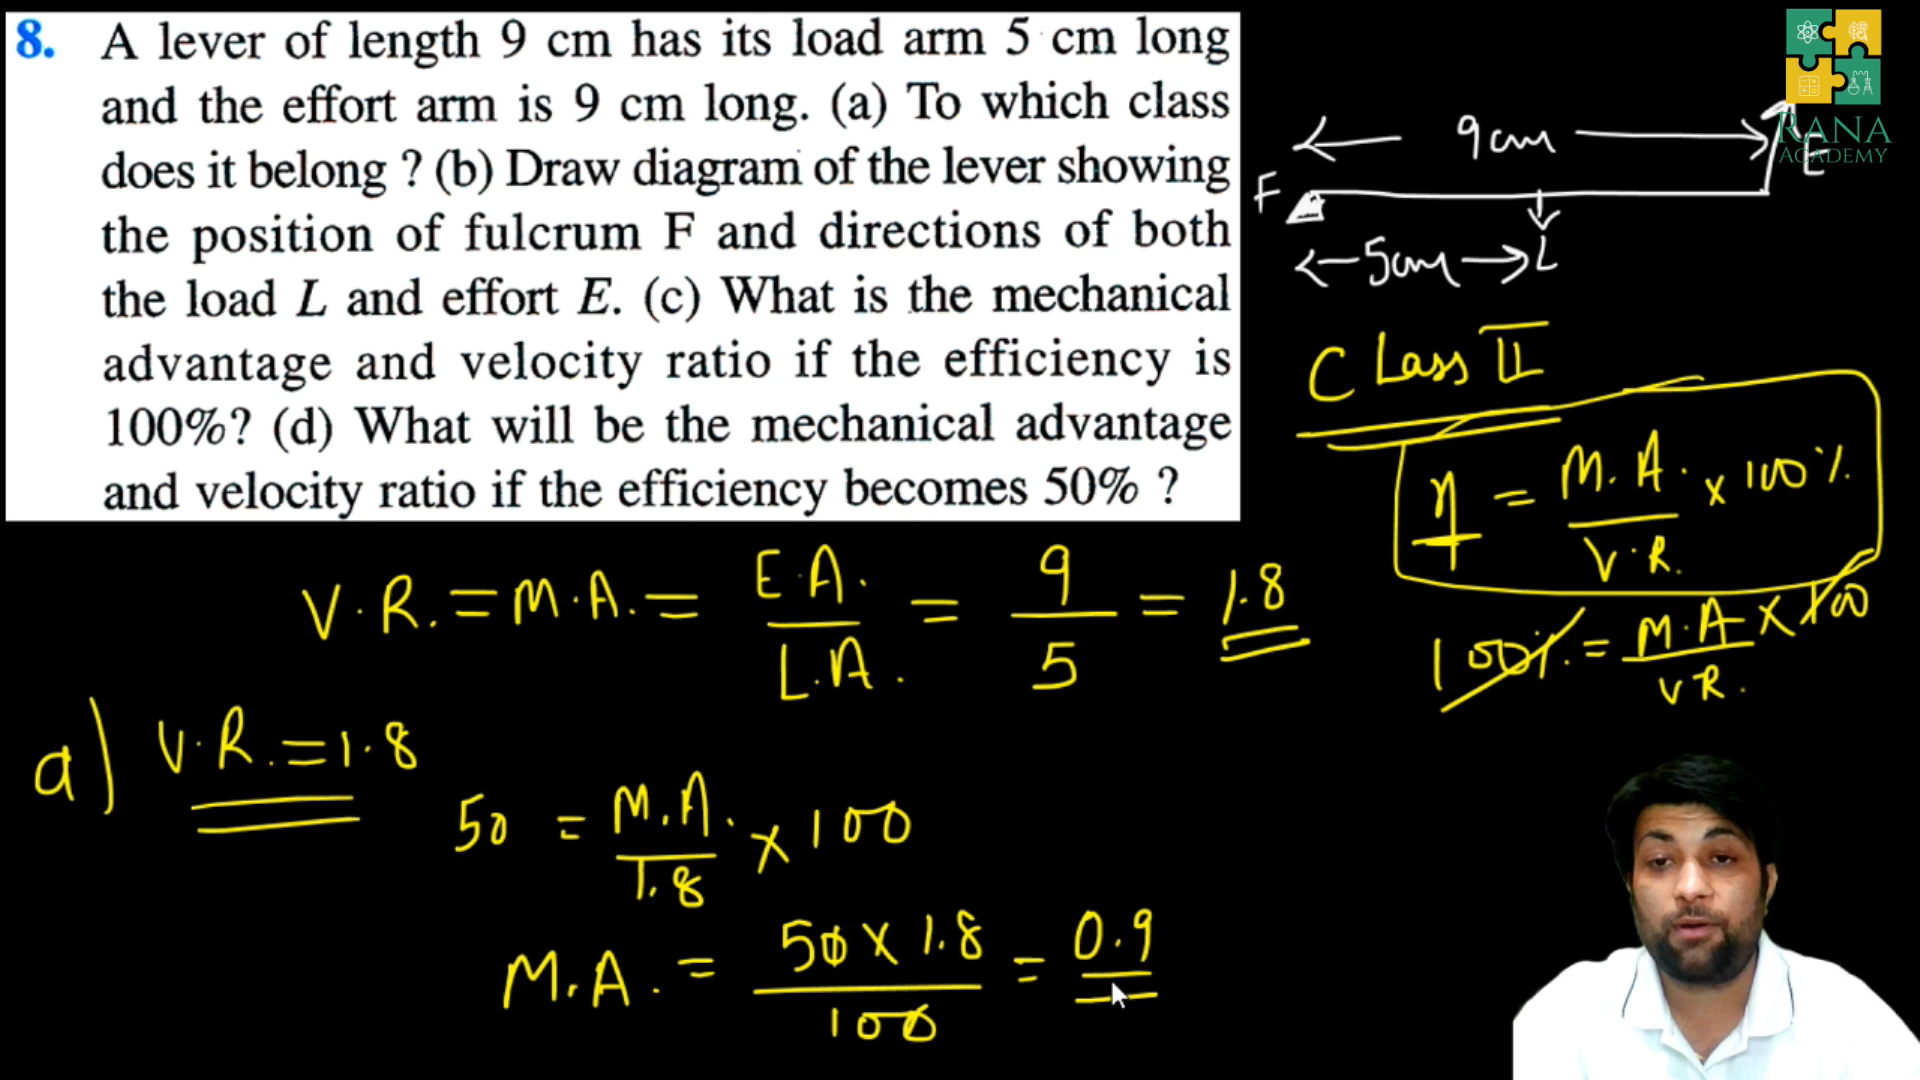 8. A lever of length 9 cm has its load arm 5 cm long
and the effort arm is 9 cm long. (a) To which class
does it belong ? (b) Draw diagram of the lever showing
the position of fulcrum F and directions of both
the load L and effort E. (c) What is the mechanical
advantage and velocity ratio if the efficiency is
100%? (d) What will be the mechanical advantage
and velocity ratio if the efficiency becomes 50% ?
RANA
ACADEMY
9cm
E
F
5cm
L
Class II
η = M.A. / V.R. × 100%
100% = M.A / V.R. × 100
V.R. = M.A. = E.A. / L.A. = 9 / 5 = 1.8
a) V.R. = 1.8
50 = M.A. / 1.8 × 100
M.A. = 50 × 1.8 / 100 = 0.9